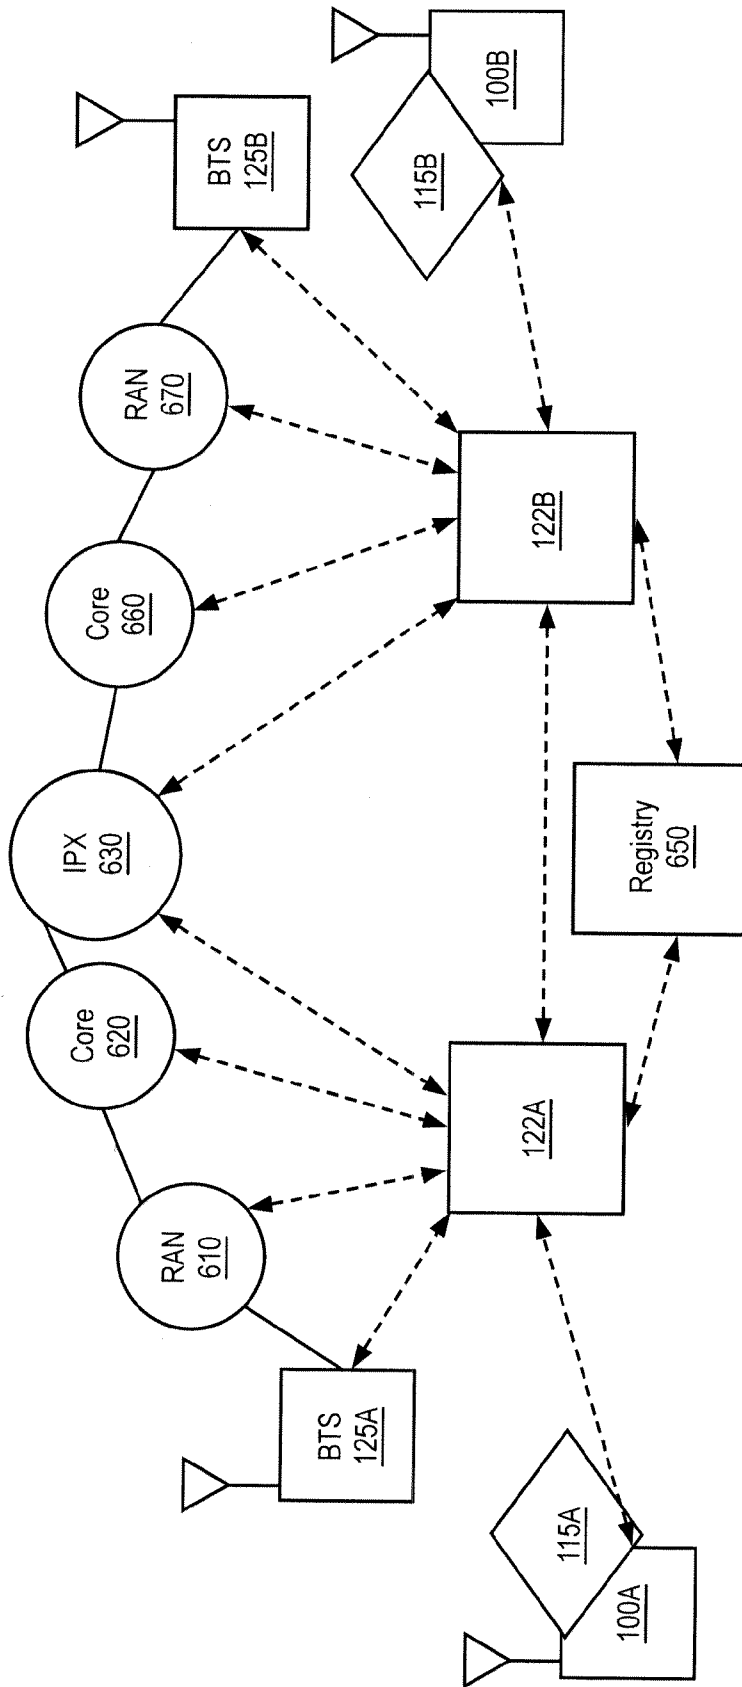 BTS
125A
RAN
610
Core
620
IPX
630
Core
660
RAN
670
BTS
125B
115A
100A
122A
Registry
650
122B
115B
100B